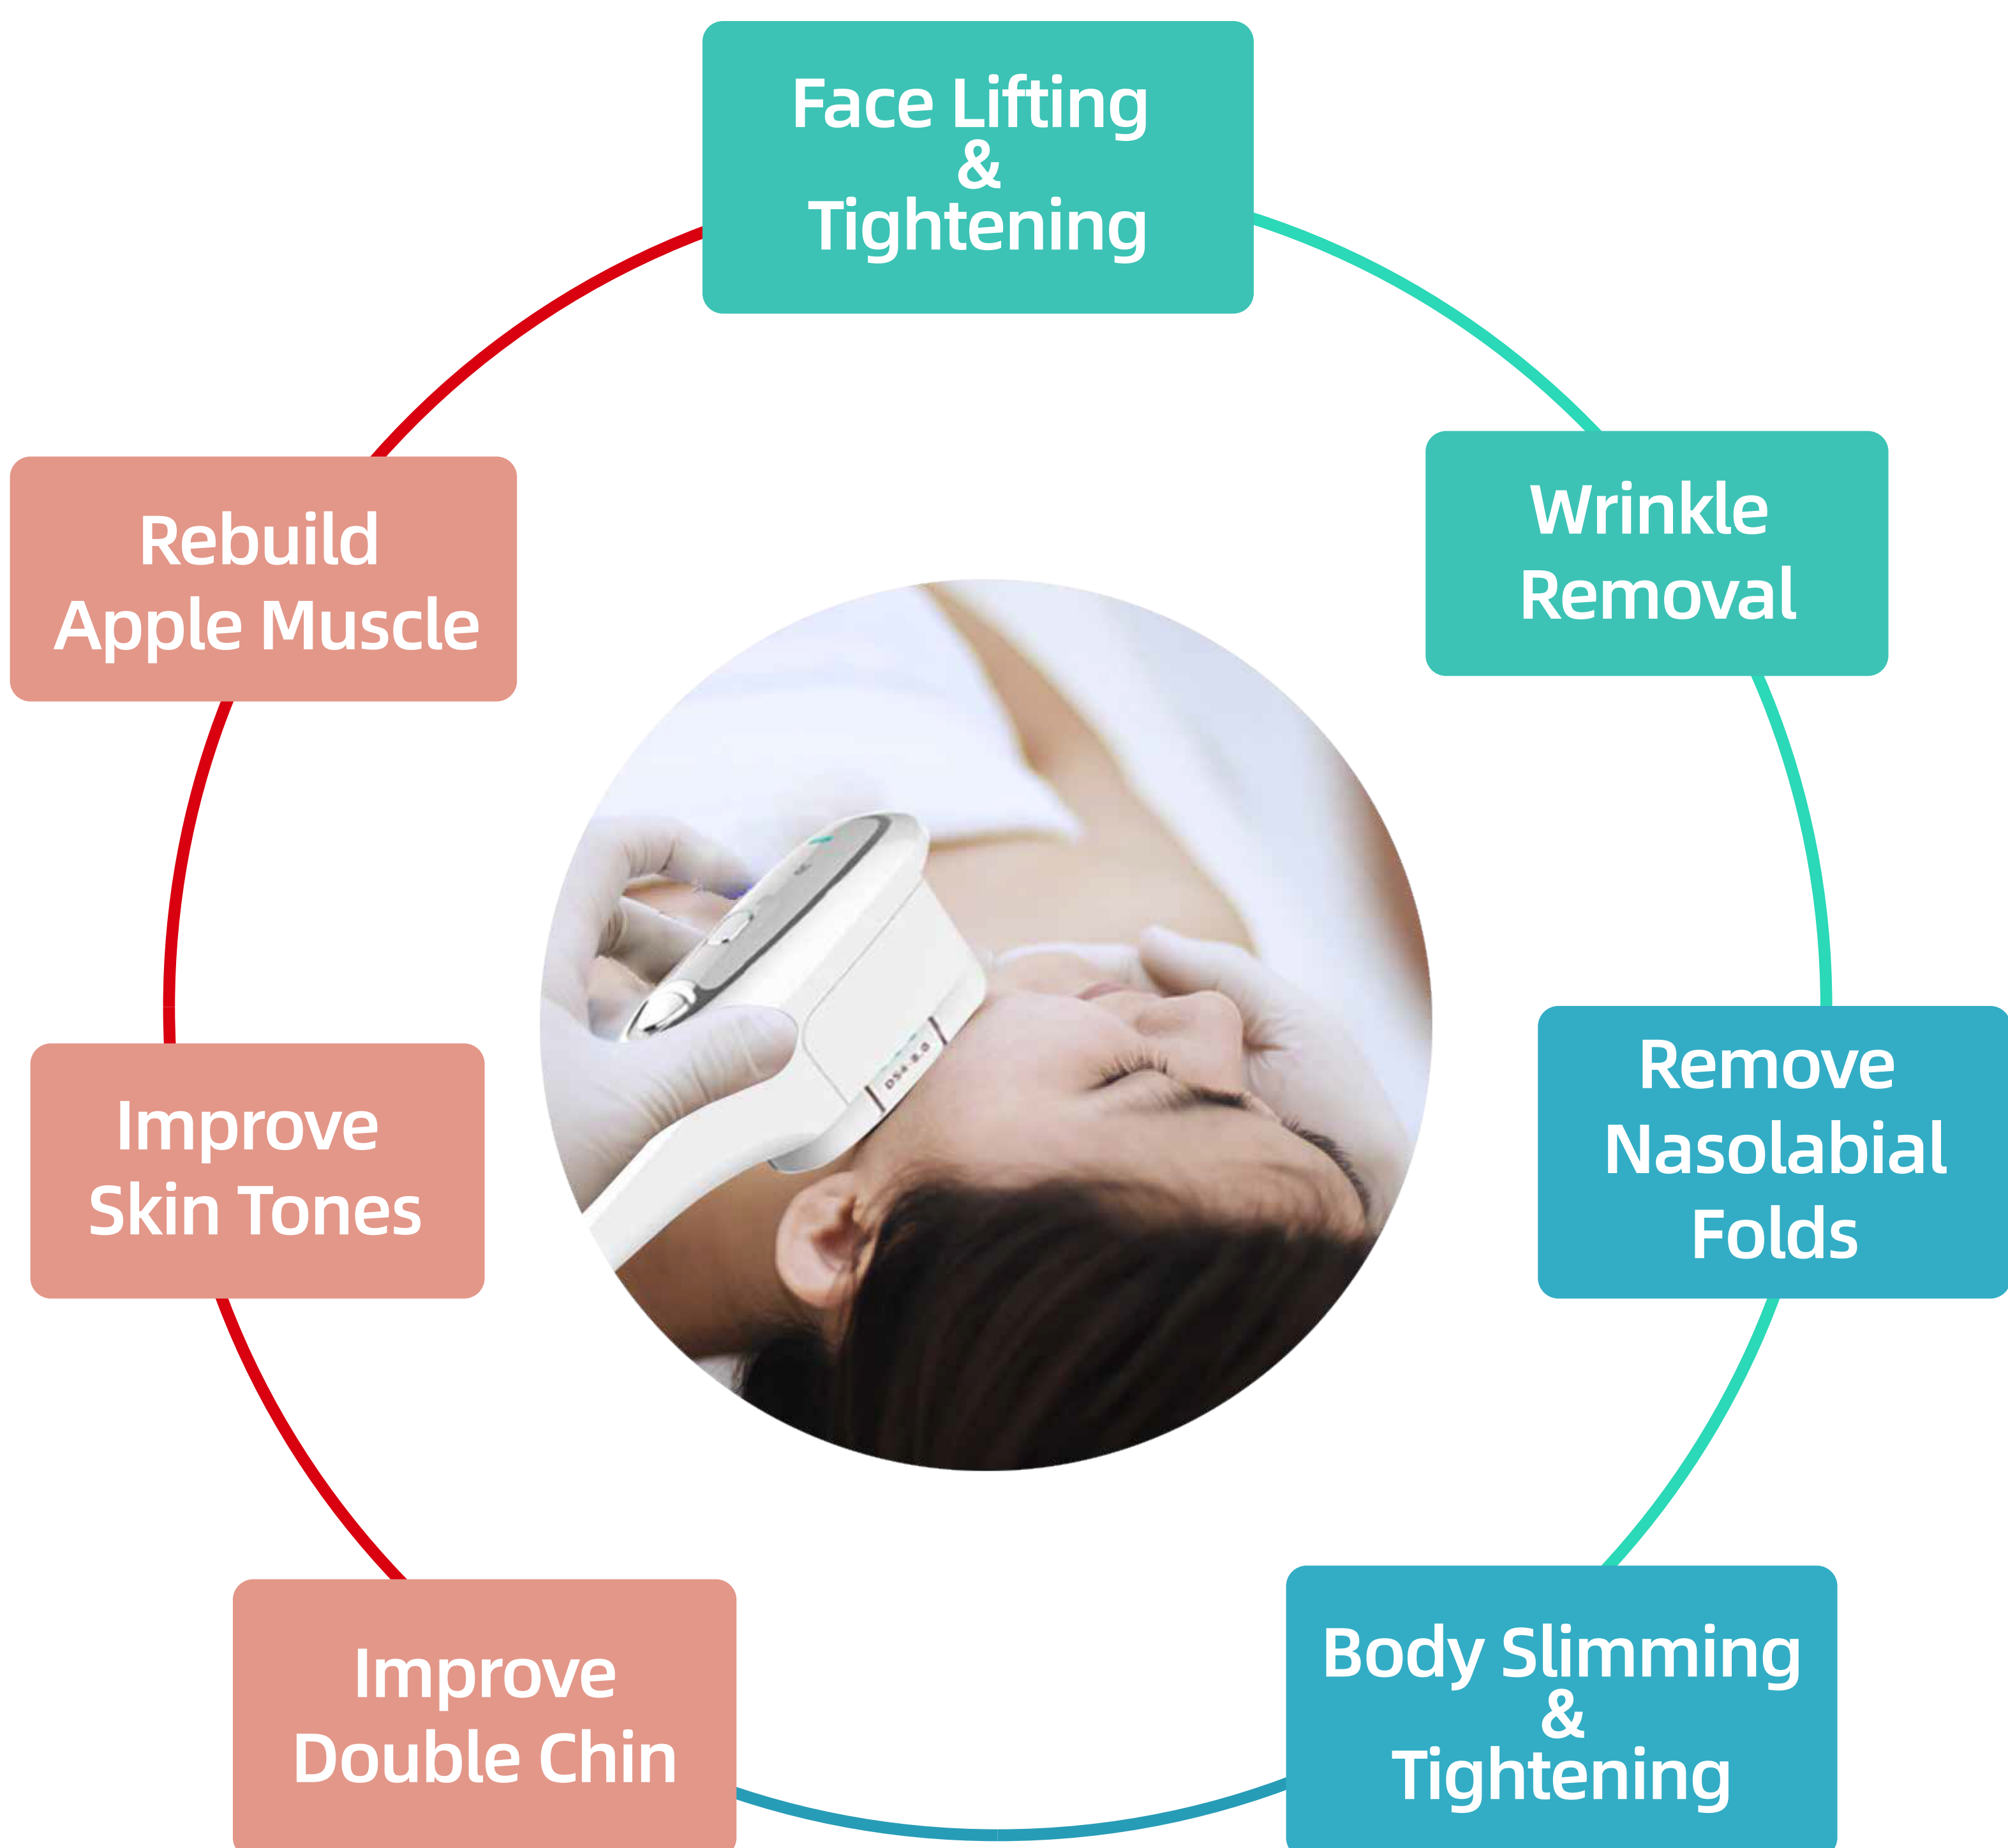 Face Lifting
&
Tightening
Wrinkle
Removal
Remove
Nasolabial
Folds
Body Slimming
&
Tightening
Improve
Double Chin
Improve
Skin Tones
Rebuild
Apple Muscle